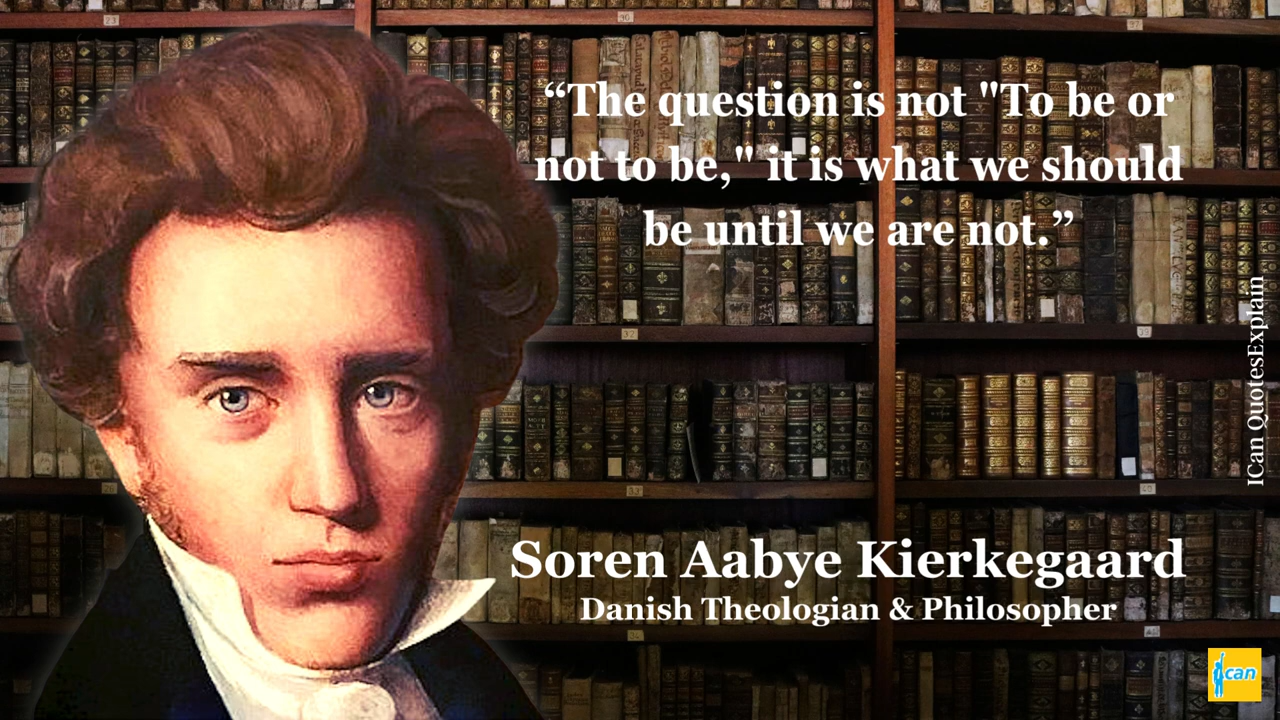 “The question is not "To be or
not to be," it is what we should
be until we are not.”
ICan QuotesExplain
Soren Aabye Kierkegaard
Danish Theologian & Philosopher
ican